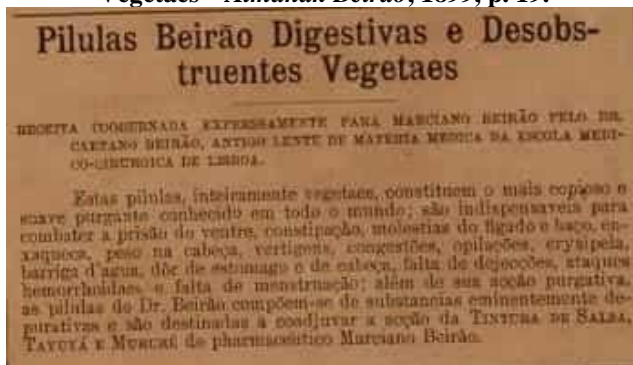 Vegetaes" Almanak Beirão, 1899, p. 19.
Pilulas Beirão Digestivas e Desobs-
truentes Vegetaes
RECEITA COORDENADA EXPRESSAMENTE PARA MARCIANO BEIRÃO PELO DR.
CAETANO BEIRÃO, ANTIGO LENTE DE MATERIA MEDICA DA ESCOLA MEDI-
CO-CIRURGICA DE LISBOA.
Estas pilulas, inteiramente vegetaes, constituem o mais copioso e
suave purgante conhecido em todo o mundo; são indispensaveis para
combater a prisão do ventre, constipação, molestias do figado e baço, en-
xaqueca, peso na cabeça, vertigens, congestões, opilações, erysipela,
barriga d'agua, dôr de estomago e de cabeça, falta de dejecções, ataques
hemorrhoidaes e falta de menstruação; além de sua acção purgativa,
as pilulas do Dr. Beirão compõem-se de substancias eminentemente de-
purativas e são destinadas a coadjuvar a acção da TINTURA DE SALSA,
TAYUYÁ E MURURÉ do pharmaceutico Marciano Beirão.